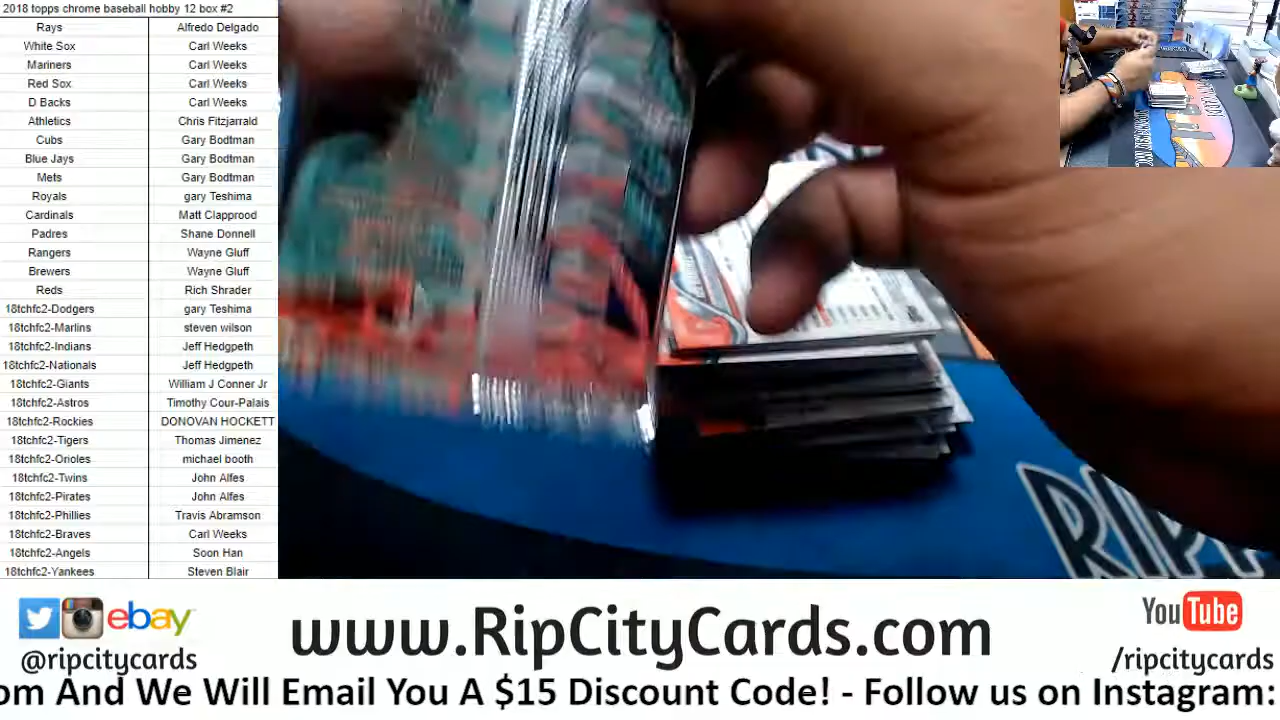 2018 topps chrome baseball hobby 12 box #2
Rays Alfredo Delgado
White Sox Carl Weeks
Mariners Carl Weeks
Red Sox Carl Weeks
D Backs Carl Weeks
Athletics Chris Fitzjarrald
Cubs Gary Bodtman
Blue Jays Gary Bodtman
Mets Gary Bodtman
Royals gary Teshima
Cardinals Matt Clapprood
Padres Shane Donnell
Rangers Wayne Gluff
Brewers Wayne Gluff
Reds Rich Shrader
18tchfc2-Dodgers gary Teshima
18tchfc2-Marlins steven wilson
18tchfc2-Indians Jeff Hedgpeth
18tchfc2-Nationals Jeff Hedgpeth
18tchfc2-Giants William J Conner Jr
18tchfc2-Astros Timothy Cour-Palais
18tchfc2-Rockies DONOVAN HOCKETT
18tchfc2-Tigers Thomas Jimenez
18tchfc2-Orioles michael booth
18tchfc2-Twins John Alfes
18tchfc2-Pirates John Alfes
18tchfc2-Phillies Travis Abramson
18tchfc2-Braves Carl Weeks
18tchfc2-Angels Soon Han
18tchfc2-Yankees Steven Blair
RIP
ebay
@ripcitycards
www.RipCityCards.com
YouTube
/ripcitycards
om And We Will Email You A $15 Discount Code! - Follow us on Instagram: